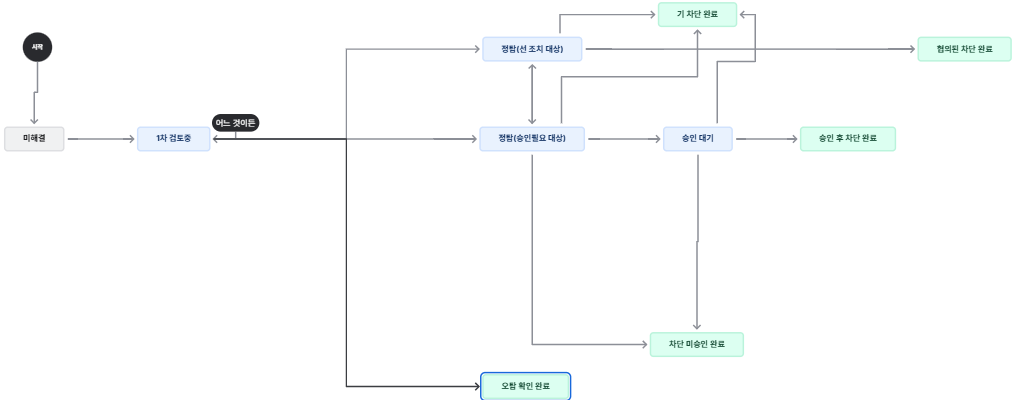 기 차단 완료
시작
정탐(선 조치 대상)
협의된 차단 완료
어느 것이든
미해결
1차 검토중
정탐(승인필요 대상)
승인 대기
승인 후 차단 완료
차단 미승인 완료
오탐 확인 완료